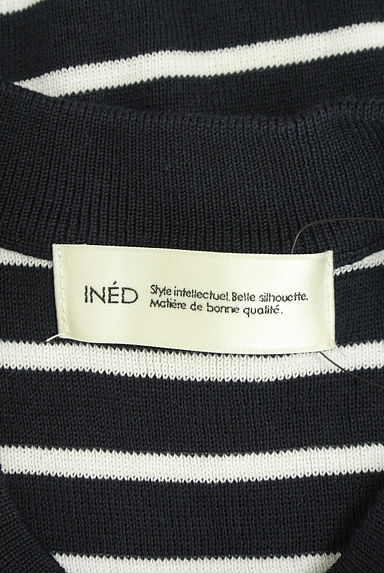 INÉD
Style intellectuel. Belle silhouette.
Matière de bonne qualité.